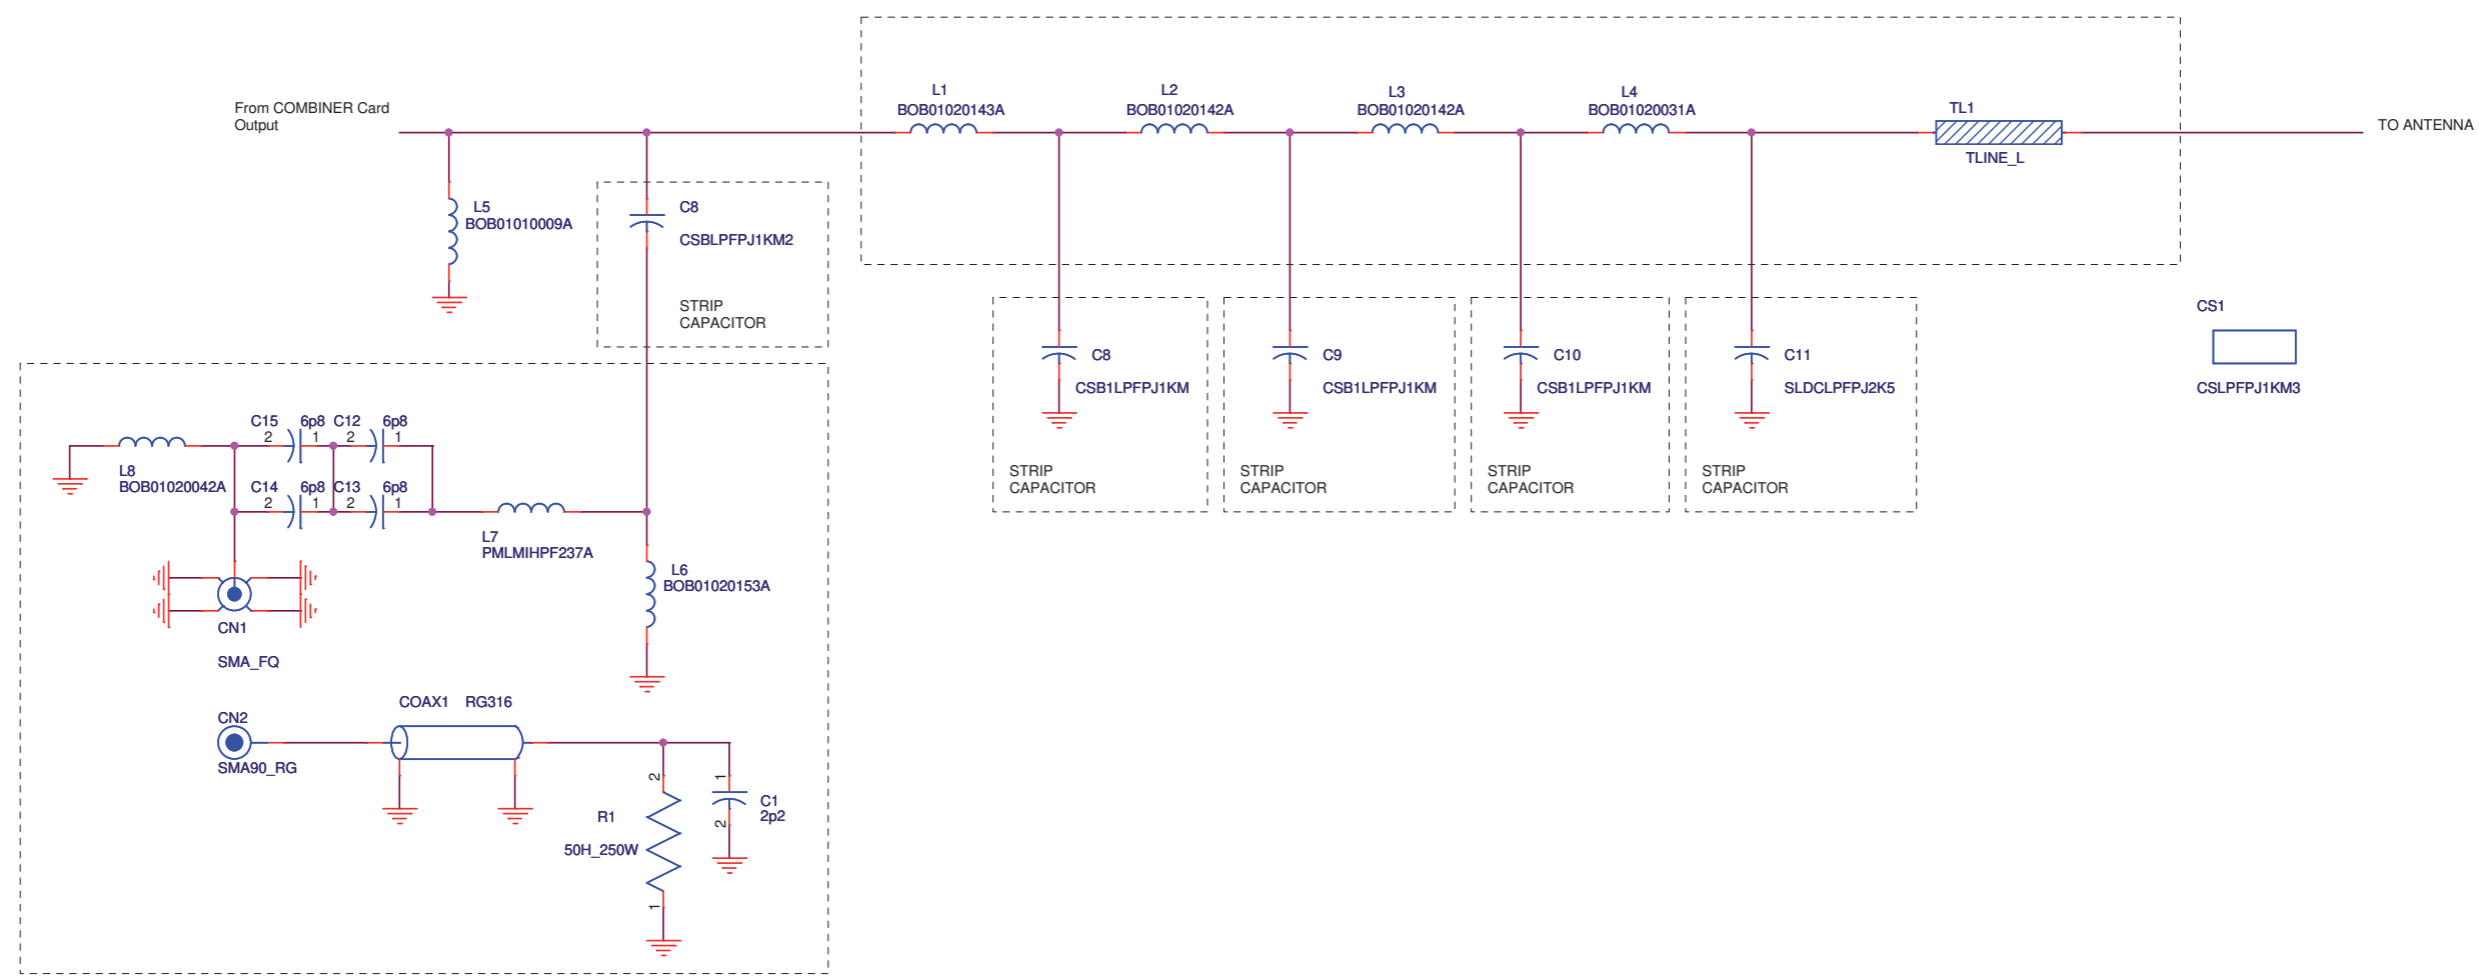 From COMBINER Card
Output
L1
BOB01020143A
L2
BOB01020142A
L3
BOB01020142A
L4
BOB01020031A
TL1
TLINE_L
TO ANTENNA
L5
BOB01010009A
C8
CSBLPFPJ1KM2
STRIP
CAPACITOR
C8
CSB1LPFPJ1KM
STRIP
CAPACITOR
C9
CSB1LPFPJ1KM
STRIP
CAPACITOR
C10
CSB1LPFPJ1KM
STRIP
CAPACITOR
C11
SLDCLPFPJ2K5
STRIP
CAPACITOR
CS1
CSLPFPJ1KM3
C15 6p8 C12 6p8
2 1 2 1
L8
BOB01020042A
C14 6p8 C13 6p8
2 1 2 1
L7
PMLMIHPF237A
L6
BOB01020153A
CN1
SMA_FQ
COAX1 RG316
CN2
SMA90_RG
2
1
R1
50H_250W
1
C1
2p2
2